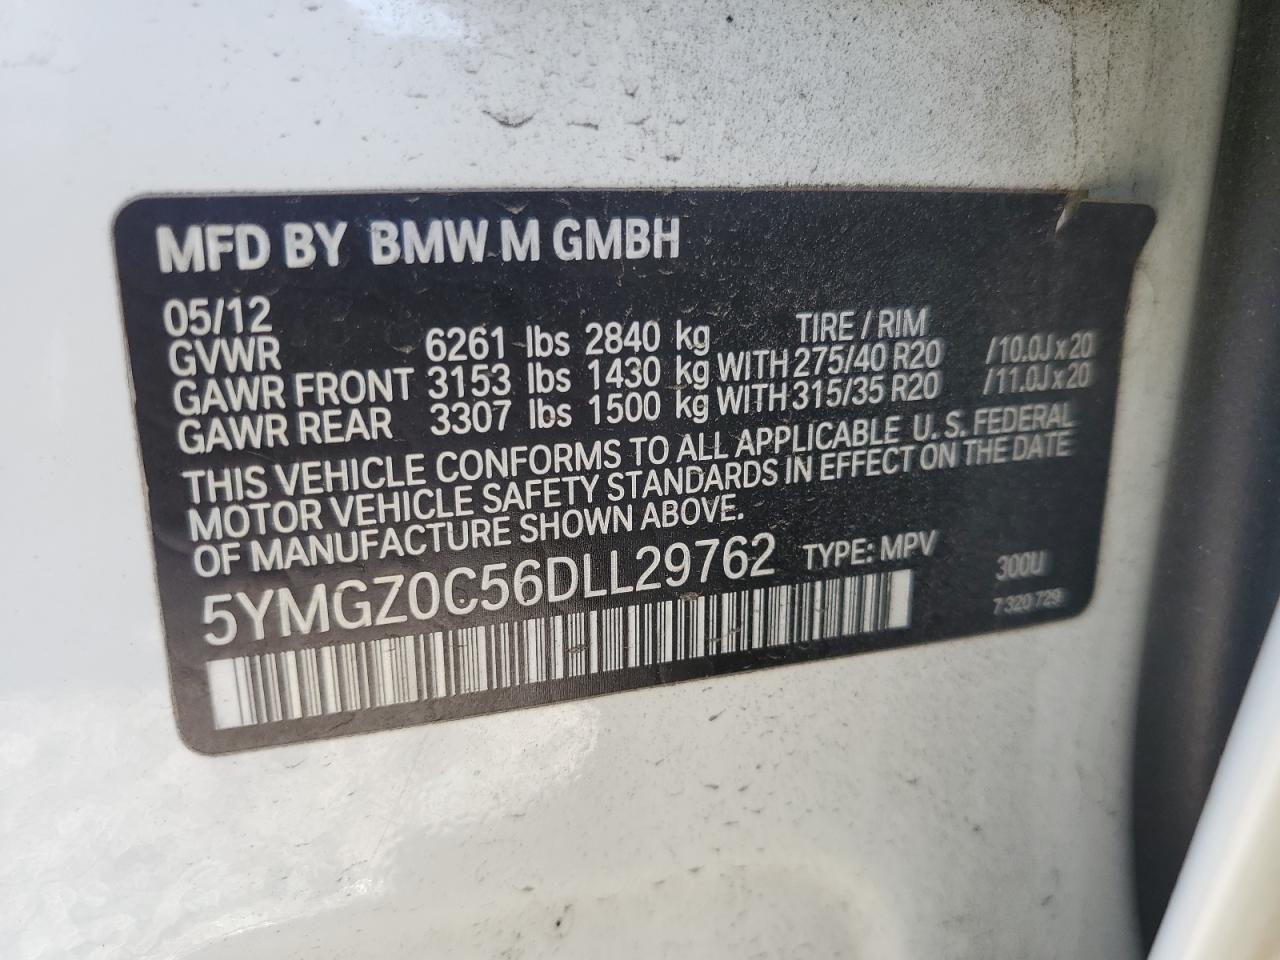 MFD BY BMW M GMBH
05/12 TIRE / RIM
GVWR 6261 lbs 2840 kg
GAWR FRONT 3153 lbs 1430 kg WITH 275/40 R20 /10.0J x 20
GAWR REAR 3307 lbs 1500 kg WITH 315/35 R20 /11.0J x 20
THIS VEHICLE CONFORMS TO ALL APPLICABLE U.S. FEDERAL
MOTOR VEHICLE SAFETY STANDARDS IN EFFECT ON THE DATE
OF MANUFACTURE SHOWN ABOVE.
5YMGZ0C56DLL29762 TYPE: MPV 300U
7 320 729